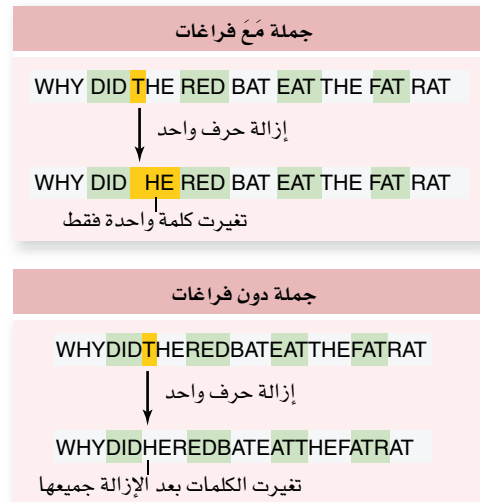 جملة مَعَ فراغات
WHY DID THE RED BAT EAT THE FAT RAT
إزالة حرف واحد
WHY DID HE RED BAT EAT THE FAT RAT
تغيرت كلمة واحدة فقط
جملة دون فراغات
WHYDIDTHEREDBATEATTHEFATRAT
إزالة حرف واحد
WHYDIDHEREDBATEATTHEFATRAT
تغيرت الكلمات بعد الإزالة جميعها